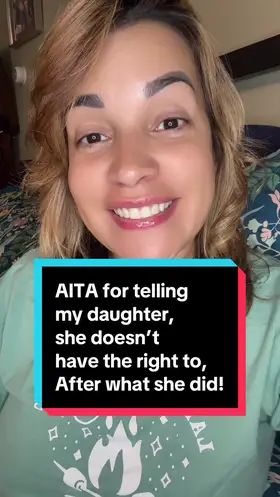 AITA for telling
my daughter,
she doesn’t
have the right to,
After what she did!